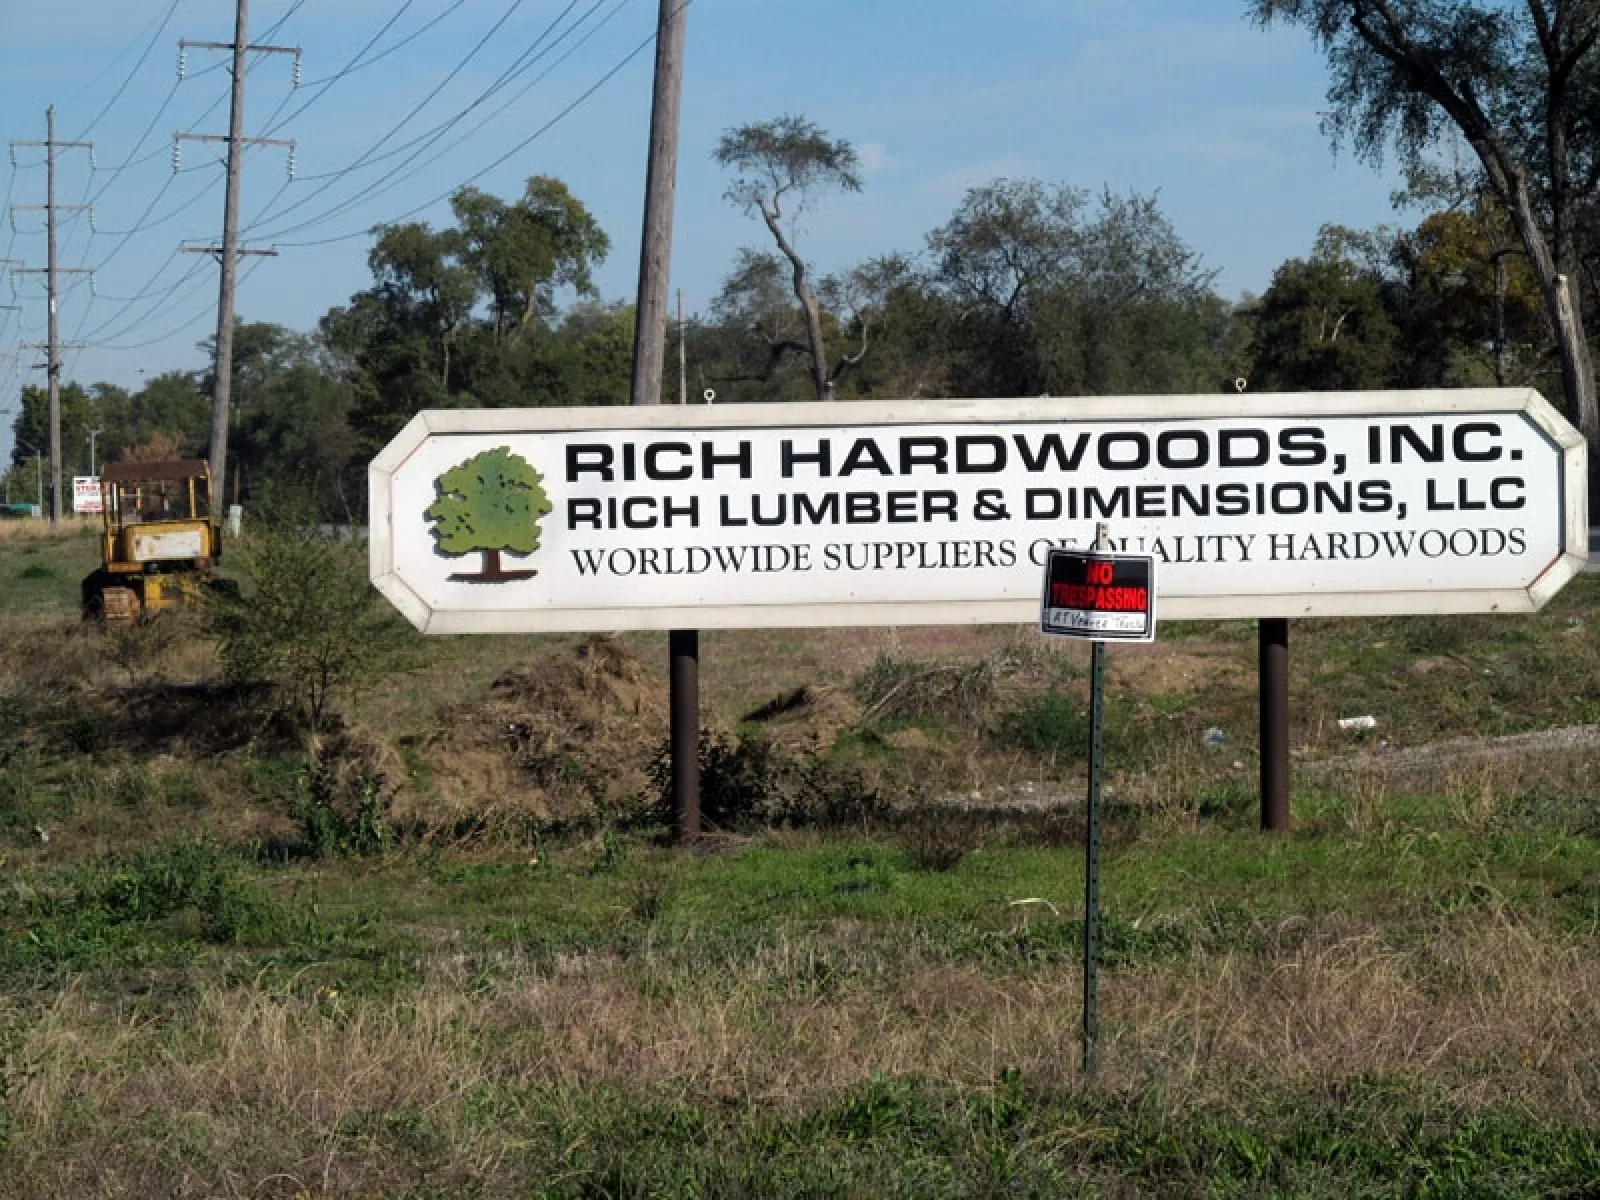 RICH HARDWOODS, INC.
RICH LUMBER & DIMENSIONS, LLC
WORLDWIDE SUPPLIERS OF QUALITY HARDWOODS
NO
TRESPASSING